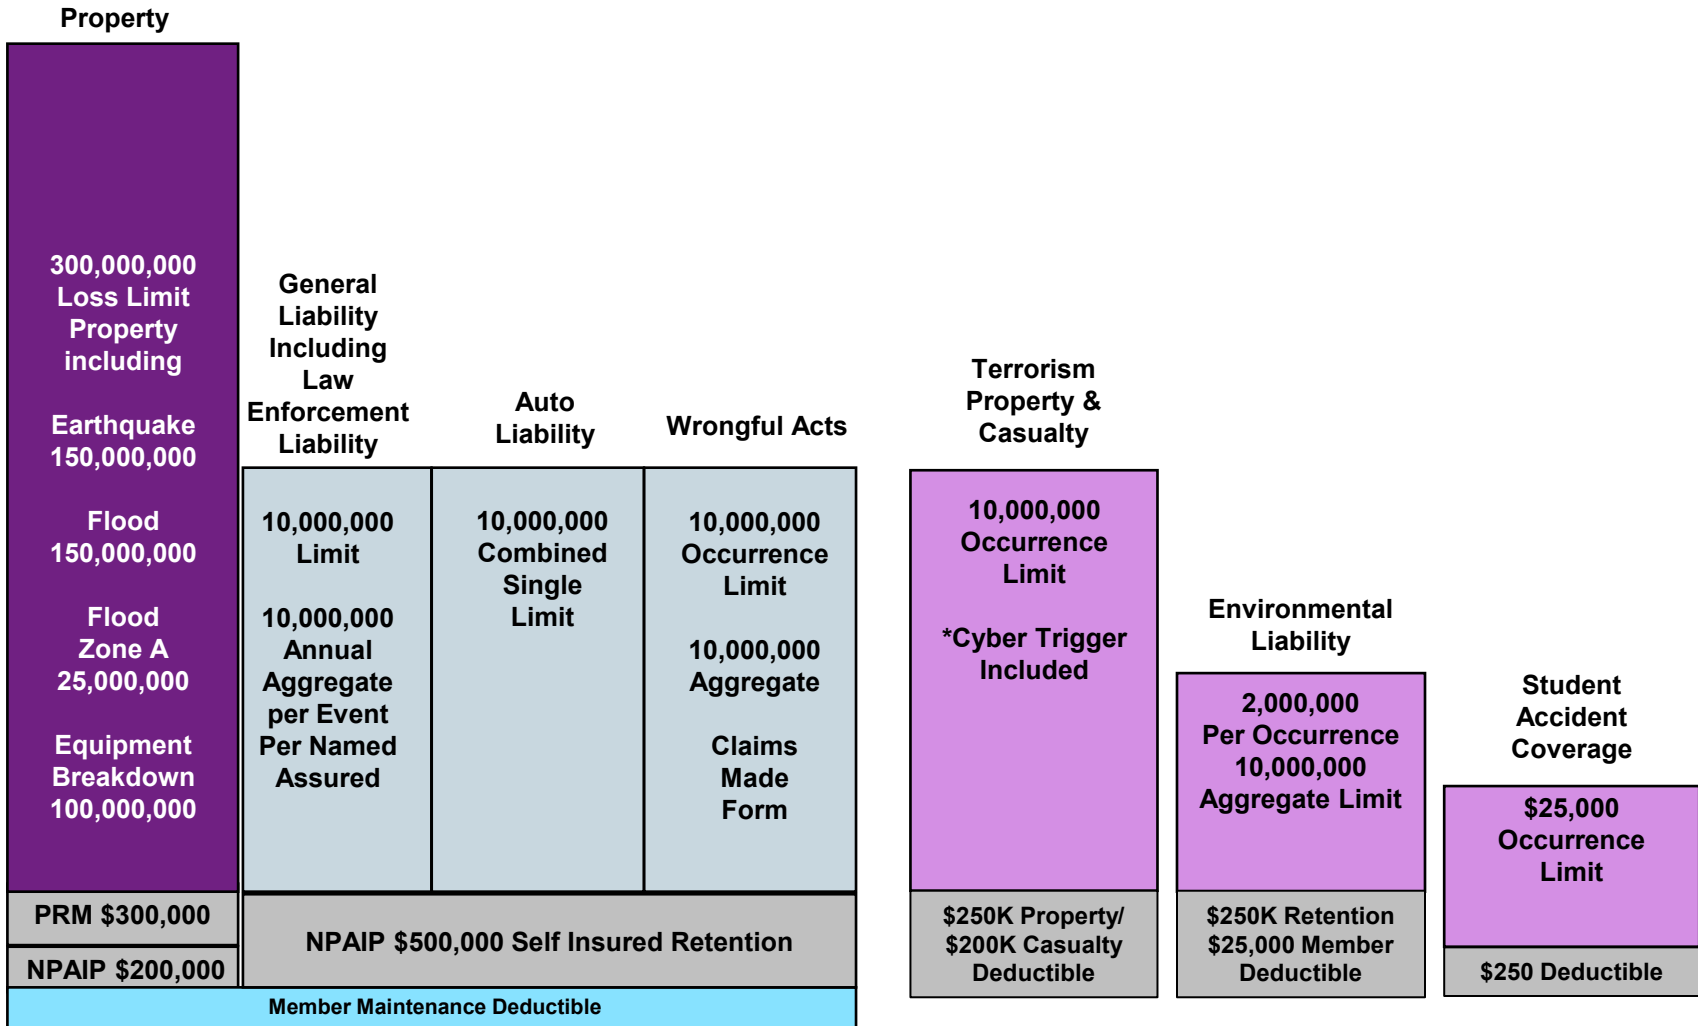 Property
300,000,000
Loss Limit
Property
including
Earthquake
150,000,000
Flood
150,000,000
Flood
Zone A
25,000,000
Equipment
Breakdown
100,000,000
PRM $300,000
NPAIP $200,000
General
Liability
Including
Law
Enforcement
Liability
10,000,000
Limit
10,000,000
Annual
Aggregate
per Event
Per Named
Assured
Auto
Liability
10,000,000
Combined
Single
Limit
Wrongful Acts
10,000,000
Occurrence
Limit
10,000,000
Aggregate
Claims
Made
Form
NPAIP $500,000 Self Insured Retention
Member Maintenance Deductible
Terrorism
Property &
Casualty
10,000,000
Occurrence
Limit
*Cyber Trigger
Included
$250K Property/
$200K Casualty
Deductible
Environmental
Liability
2,000,000
Per Occurrence
10,000,000
Aggregate Limit
$250K Retention
$25,000 Member
Deductible
Student
Accident
Coverage
$25,000
Occurrence
Limit
$250 Deductible